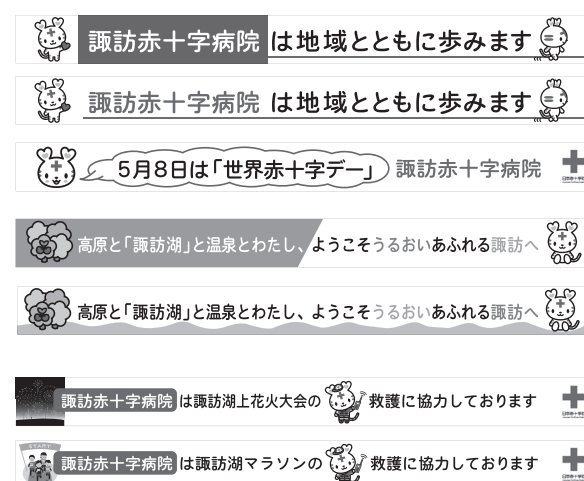 諏訪赤十字病院は地域とともに歩みます
諏訪赤十字病院は地域とともに歩みます
5月8日は「世界赤十字デー」諏訪赤十字病院
高原と「諏訪湖」と温泉とわたし、ようこそうるおいあふれる諏訪へ
高原と「諏訪湖」と温泉とわたし、ようこそうるおいあふれる諏訪へ
諏訪赤十字病院は諏訪湖上花火大会の救護に協力しております
諏訪赤十字病院は諏訪湖マラソンの救護に協力しております